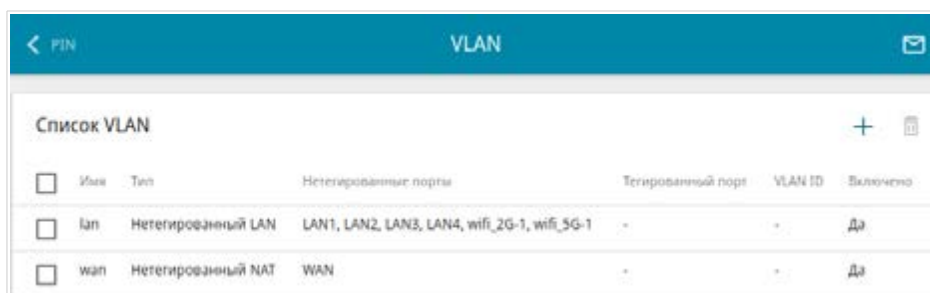 PIN VLAN
Список VLAN
Имя Тип Нетегированные порты Тегированный порт VLAN ID Включено
lan Нетегированный LAN LAN1, LAN2, LAN3, LAN4, wifi_2G-1, wifi_5G-1 - - Да
wan Нетегированный NAT WAN - - Да